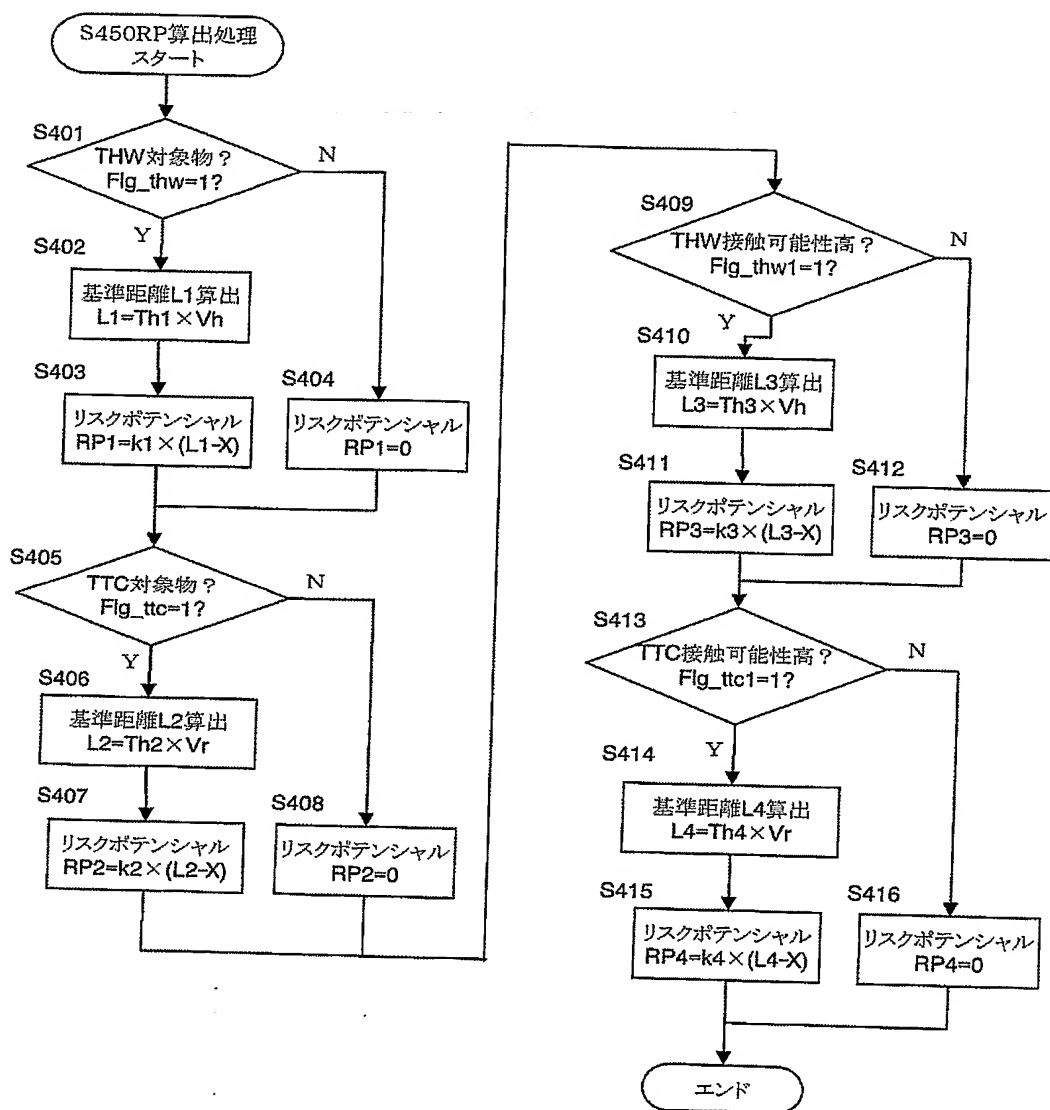 S450RP算出処理
スタート
S401
THW対象物?
Flg_thw=1?
N
Y
S402
基準距離L1算出
L1=Th1×Vh
S403
リスクポテンシャル
RP1=k1×(L1-X)
S404
リスクポテンシャル
RP1=0
S405
TTC対象物?
Flg_ttc=1?
N
Y
S406
基準距離L2算出
L2=Th2×Vr
S407
リスクポテンシャル
RP2=k2×(L2-X)
S408
リスクポテンシャル
RP2=0
S409
THW接触可能性高?
Flg_thw1=1?
N
Y
S410
基準距離L3算出
L3=Th3×Vh
S411
リスクポテンシャル
RP3=k3×(L3-X)
S412
リスクポテンシャル
RP3=0
S413
TTC接触可能性高?
Flg_ttc1=1?
N
Y
S414
基準距離L4算出
L4=Th4×Vr
S415
リスクポテンシャル
RP4=k4×(L4-X)
S416
リスクポテンシャル
RP4=0
エンド